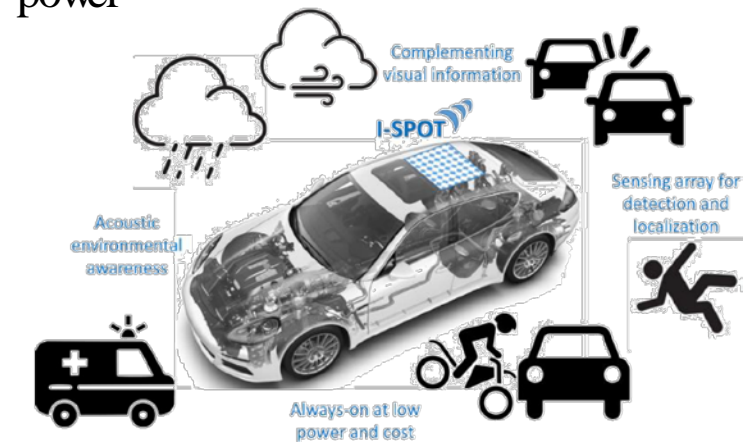 power
Complementing
visual information
I-SPOT
Sensing array for
detection and
localization
Acoustic
environmental
awareness
Always-on at low
power and cost